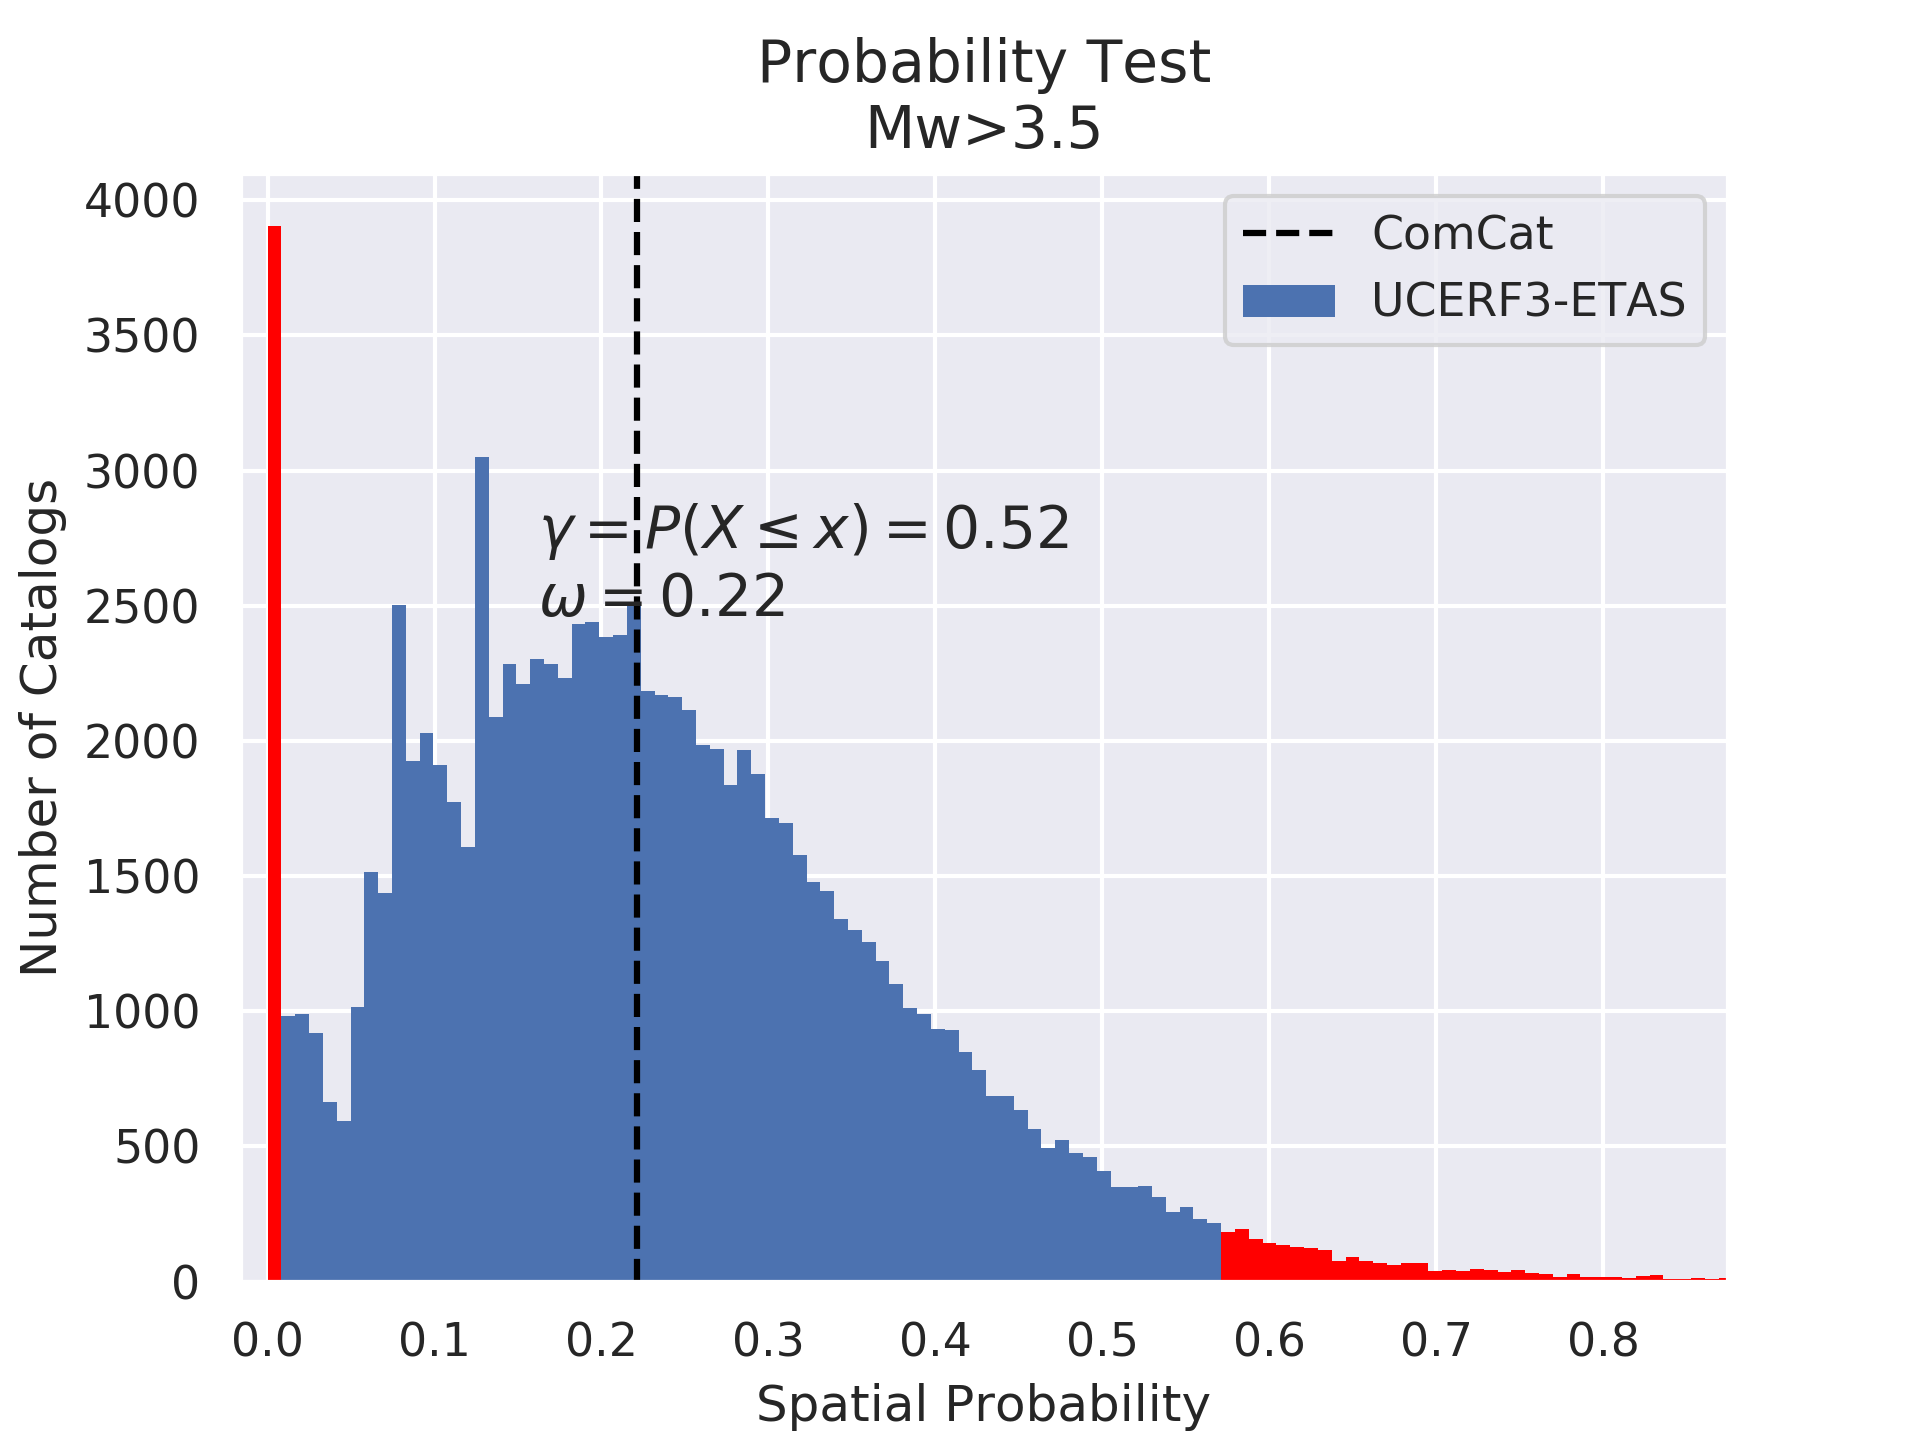 Probability Test
Mw>3.5
4000
3500
3000
2500
2000
1500
1000
500
0
Number of Catalogs
ComCat
UCERF3-ETAS
γ = P(X ≤ x) = 0.52
ω = 0.22
0.0 0.1 0.2 0.3 0.4 0.5 0.6 0.7 0.8
Spatial Probability